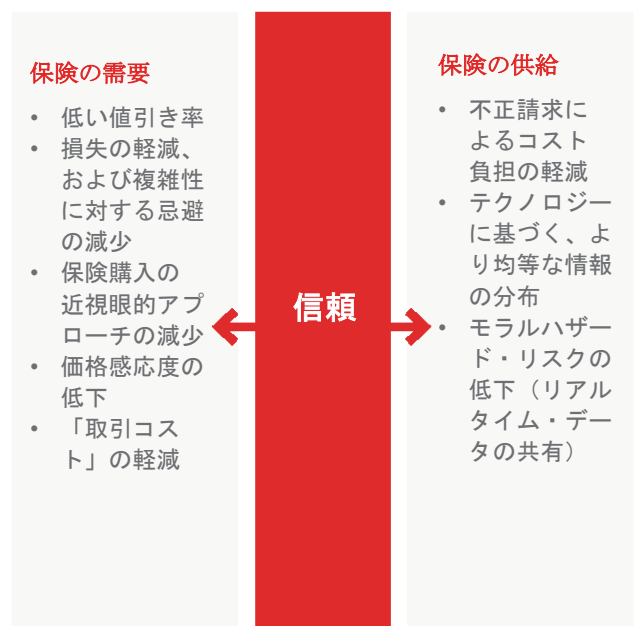 保険の需要
• 低い値引き率
• 損失の軽減、
および複雑性
に対する忌避
の減少
• 保険購入の
近視眼的アプ
ローチの減少
• 価格感応度の
低下
• 「取引コス
ト」の軽減
信頼
保険の供給
• 不正請求に
よるコスト
負担の軽減
• テクノロジー
に基づく、よ
り均等な情報
の分布
• モラルハザー
ド・リスクの
低下（リアル
タイム・デー
タの共有）